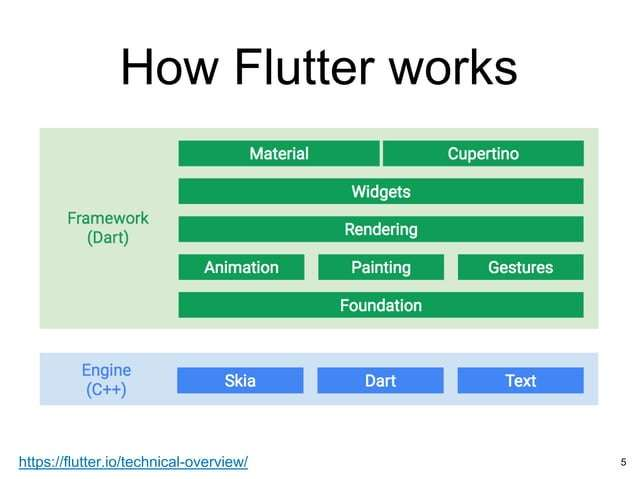 How Flutter works
Material
Cupertino
Widgets
Framework
(Dart)
Rendering
Animation
Painting
Gestures
Foundation
Engine
(C++)
Skia
Dart
Text
https://flutter.io/technical-overview/
5